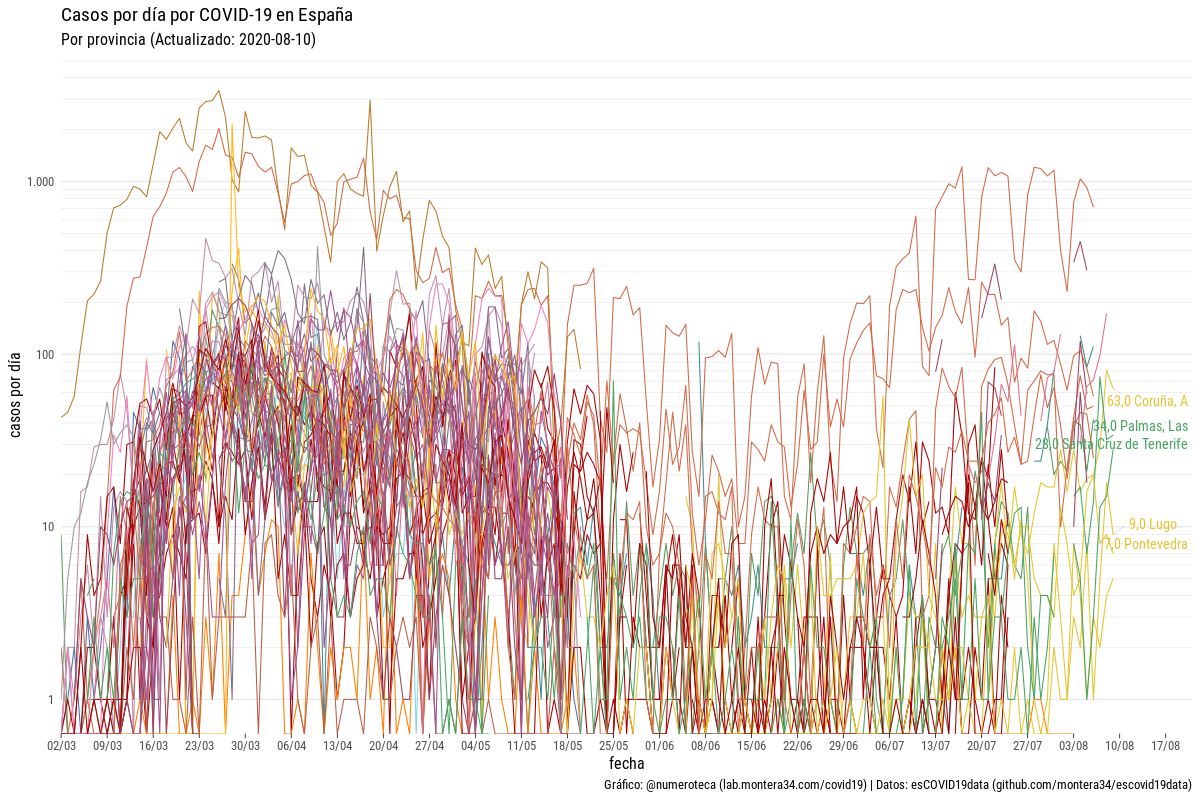 Casos por día por COVID-19 en España
Por provincia (Actualizado: 2020-08-10)
casos por día
1.000
100
10
1
63,0 Coruña, A
34,0 Palmas, Las
28,0 Santa Cruz de Tenerife
9,0 Lugo
7,0 Pontevedra
02/03 09/03 16/03 23/03 30/03 06/04 13/04 20/04 27/04 04/05 11/05 18/05 25/05 01/06 08/06 15/06 22/06 29/06 06/07 13/07 20/07 27/07 03/08 10/08 17/08
fecha
Gráfico: @numeroteca (lab.montera34.com/covid19) | Datos: esCOVID19data (github.com/montera34/escovid19data)